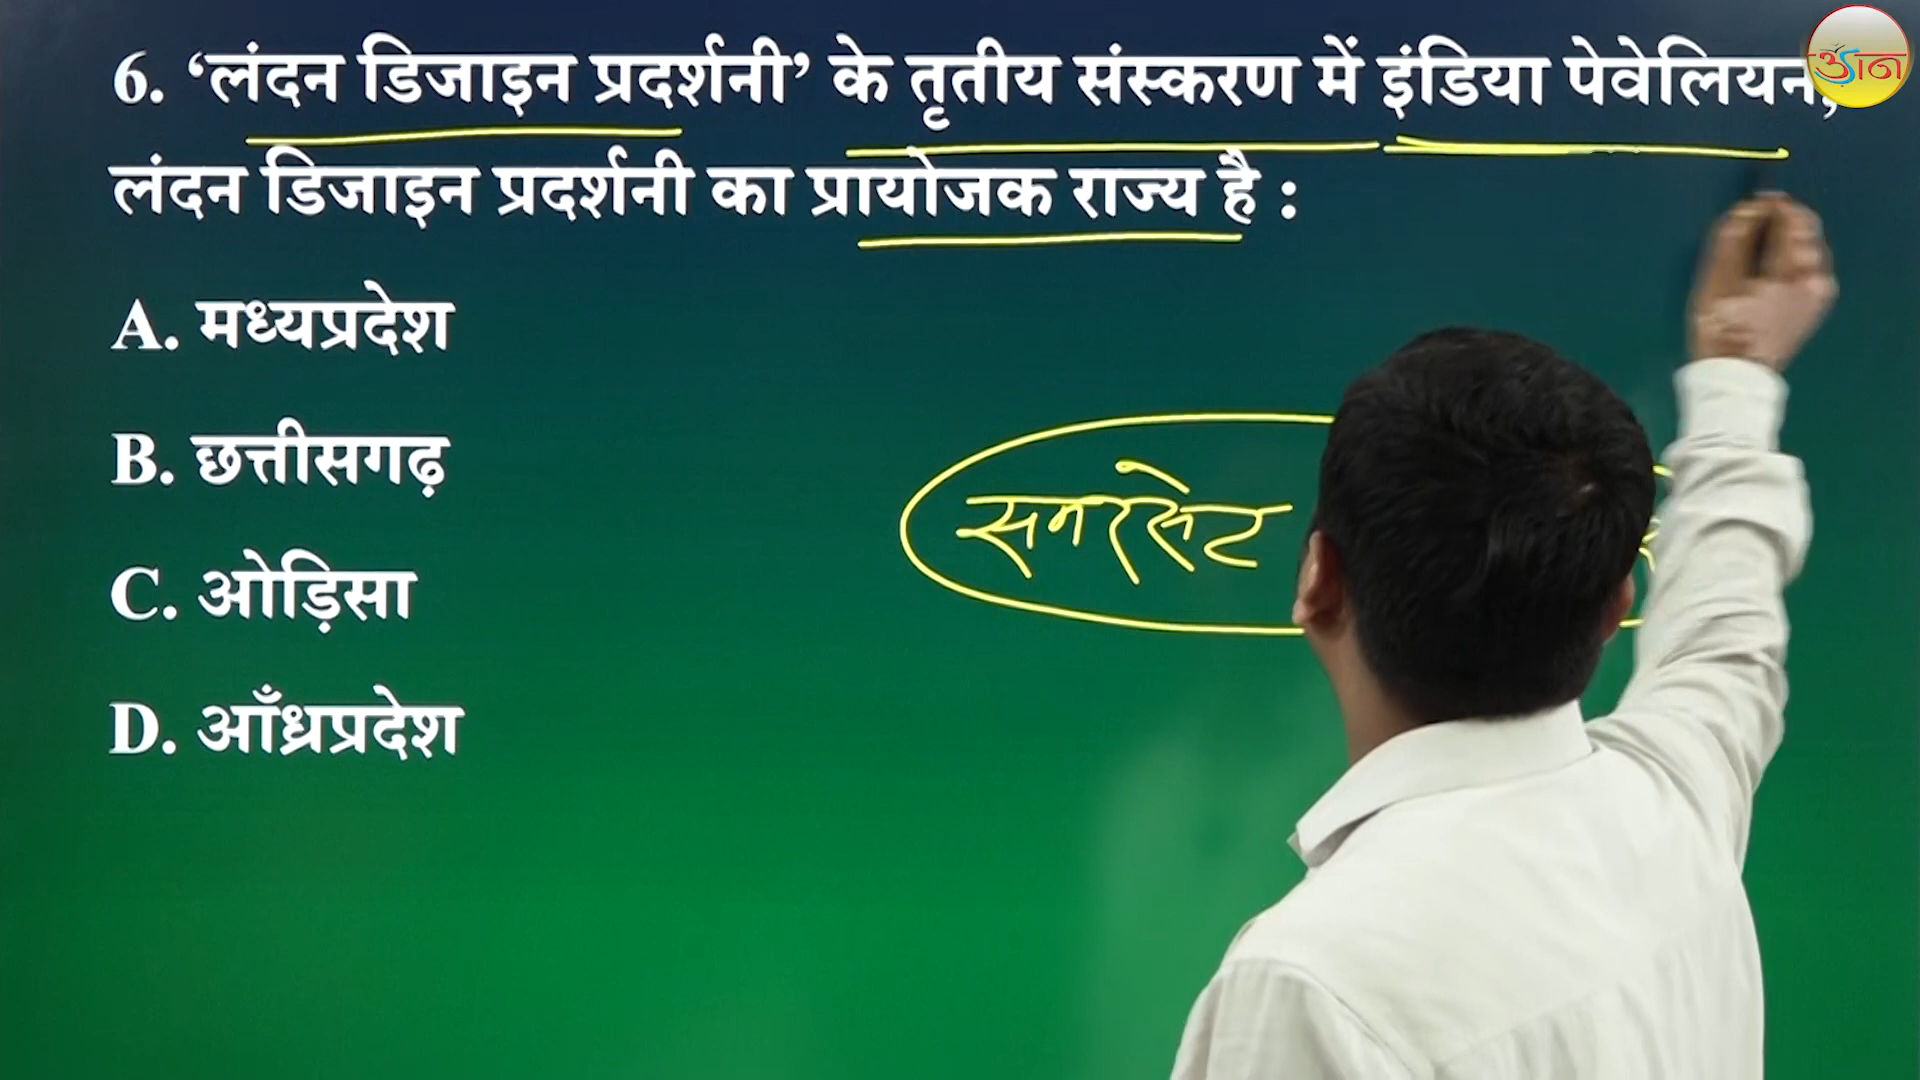 6. ‘लंदन डिजाइन प्रदर्शनी’ के तृतीय संस्करण में इंडिया पेवेलियन,
लंदन डिजाइन प्रदर्शनी का प्रायोजक राज्य है :
A. मध्यप्रदेश
B. छत्तीसगढ़
समरसेट
C. ओड़िसा
D. आँध्रप्रदेश